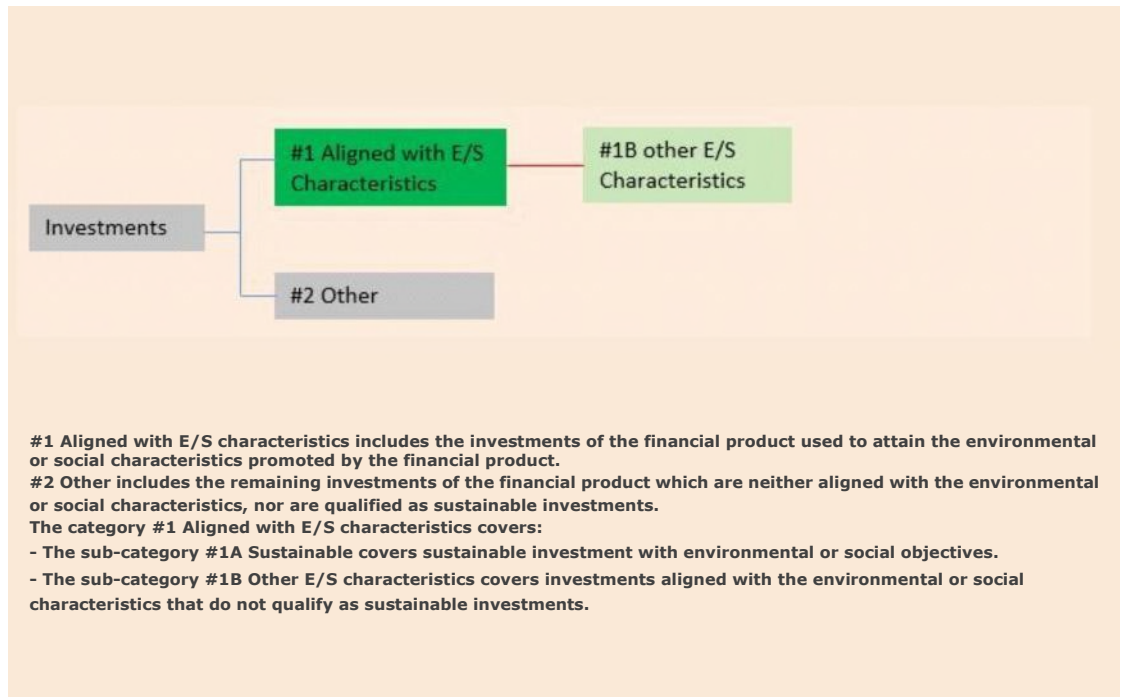 #1 Aligned with E/S
Characteristics
#1B other E/S
Characteristics
Investments
#2 Other
#1 Aligned with E/S characteristics includes the investments of the financial product used to attain the environmental
or social characteristics promoted by the financial product.
#2 Other includes the remaining investments of the financial product which are neither aligned with the environmental
or social characteristics, nor are qualified as sustainable investments.
The category #1 Aligned with E/S characteristics covers:
- The sub-category #1A Sustainable covers sustainable investment with environmental or social objectives.
- The sub-category #1B Other E/S characteristics covers investments aligned with the environmental or social
characteristics that do not qualify as sustainable investments.